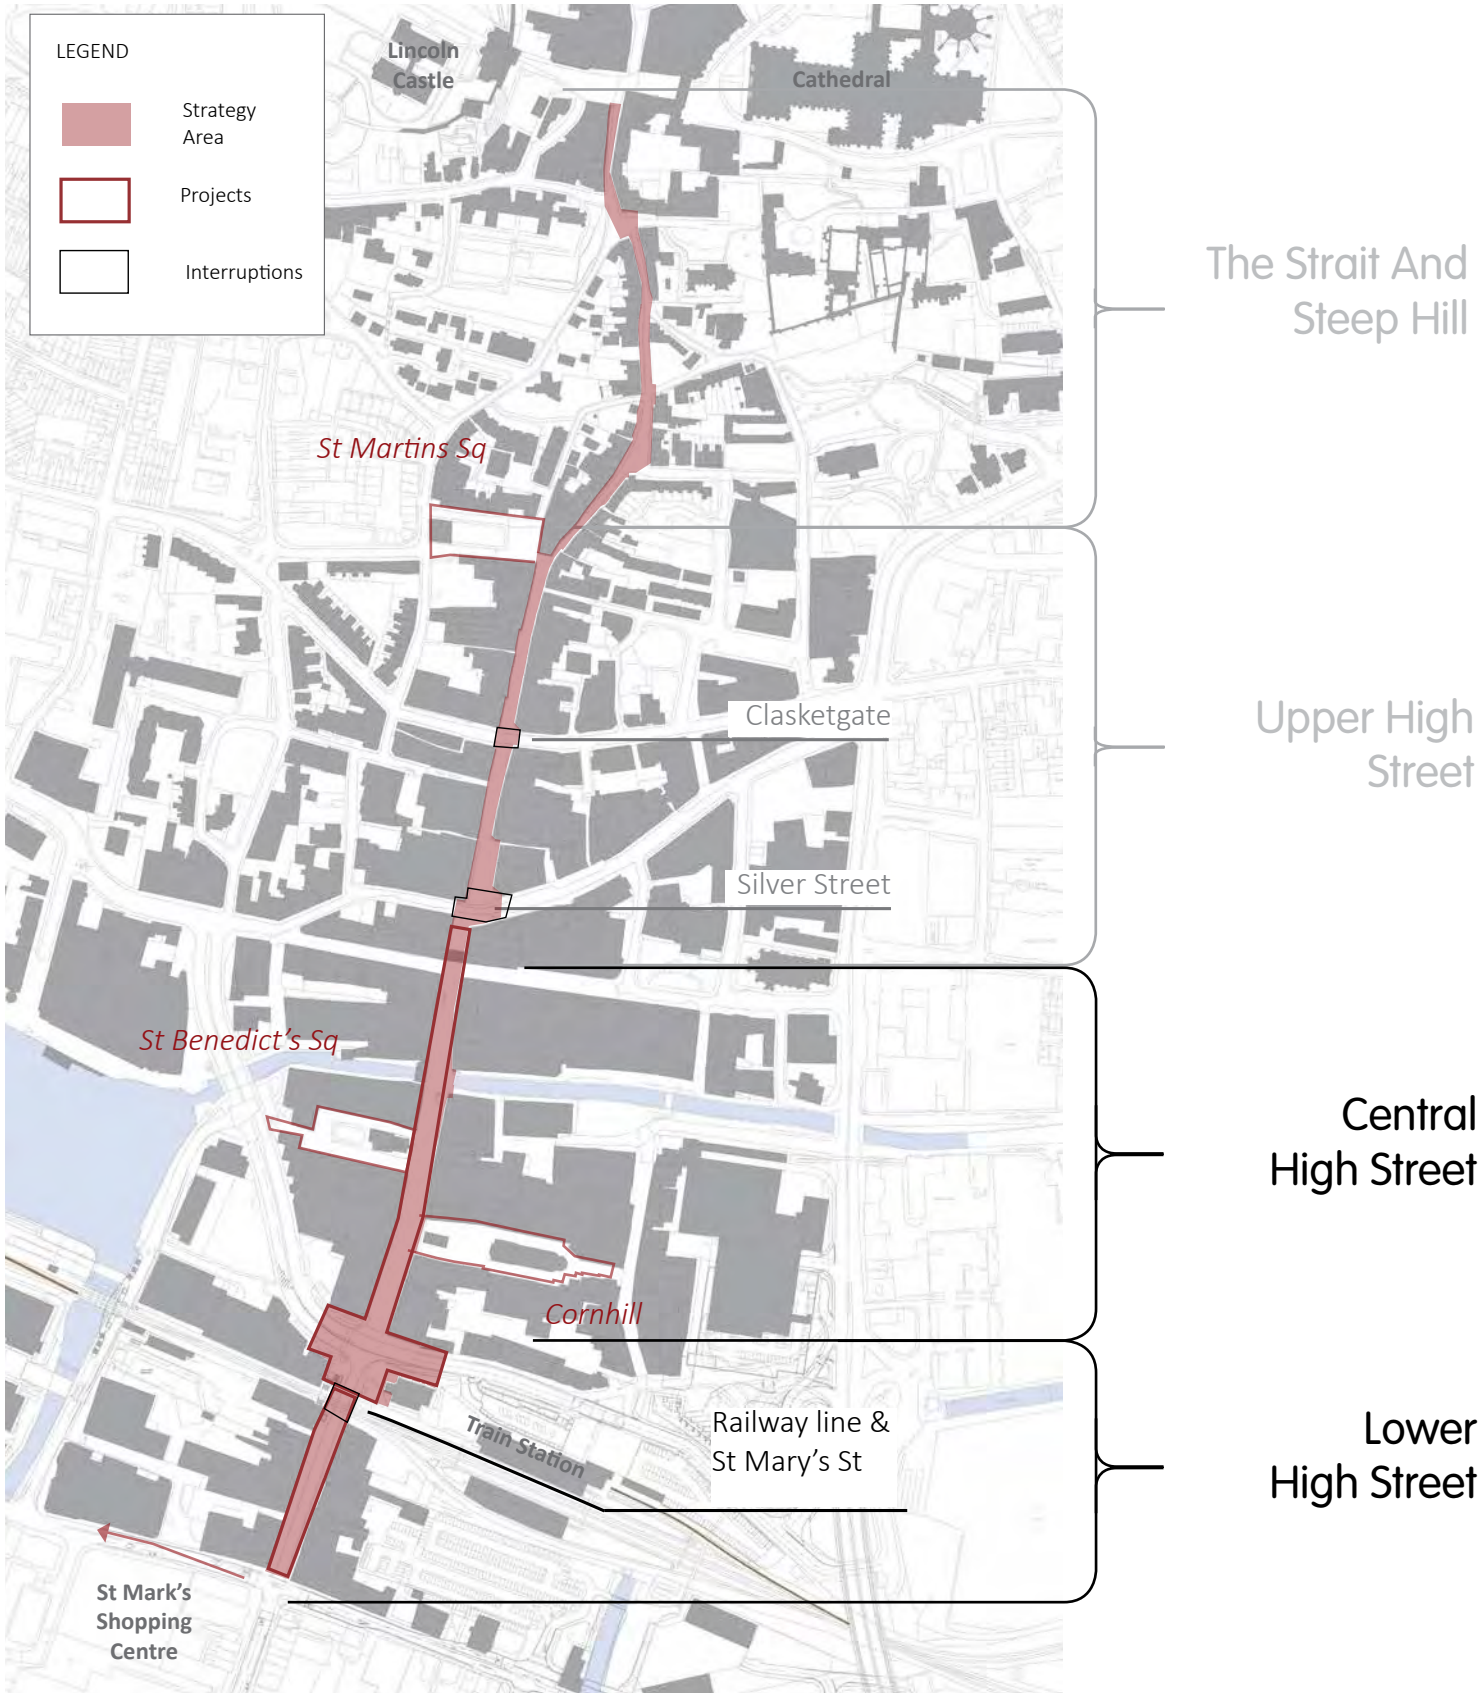 LEGEND
Strategy
Area
Projects
Interruptions
Lincoln
Castle
Cathedral
The Strait And
Steep Hill
St Martins Sq
Clasketgate
Upper High
Street
Silver Street
St Benedict's Sq
Central
High Street
Cornhill
Train Station
Railway line &
St Mary's St
Lower
High Street
St Mark's
Shopping
Centre